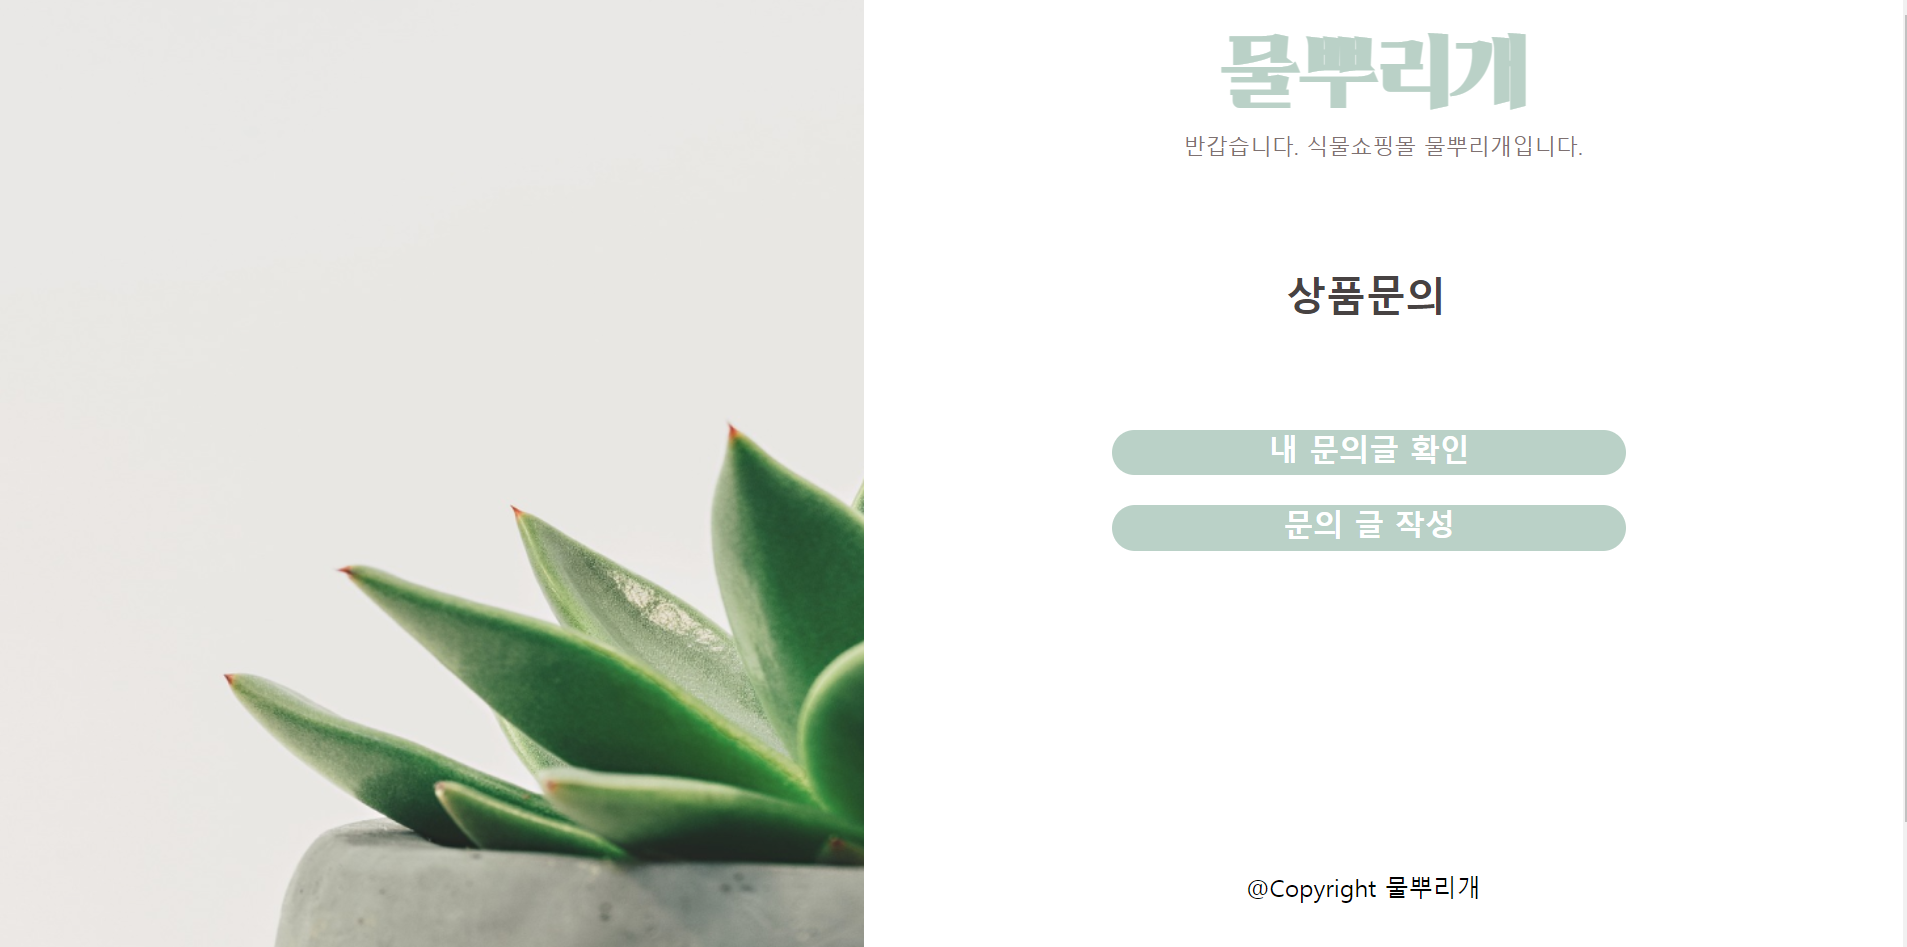 물뿌리개
반갑습니다. 식물쇼핑몰 물뿌리개입니다.
상품문의
내 문의글 확인
문의 글 작성
@Copyright 물뿌리개